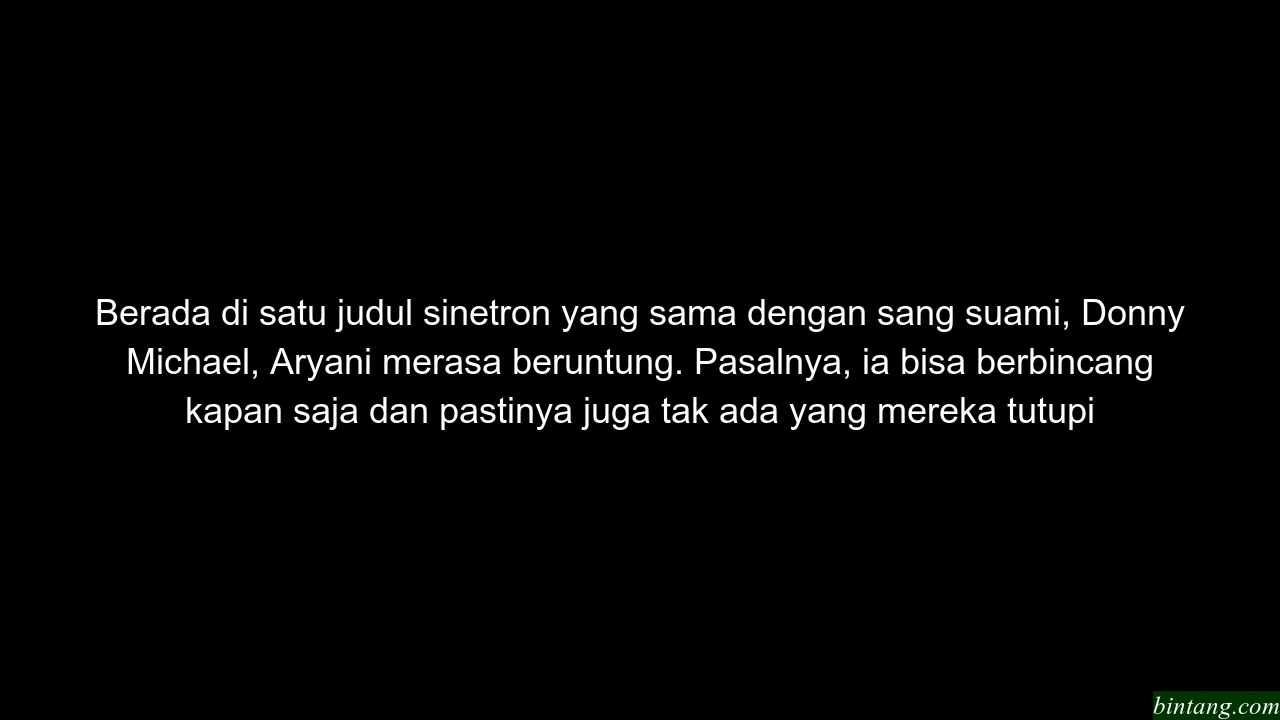 Berada di satu judul sinetron yang sama dengan sang suami, Donny
Michael, Aryani merasa beruntung. Pasalnya, ia bisa berbincang
kapan saja dan pastinya juga tak ada yang mereka tutupi
bintang.com